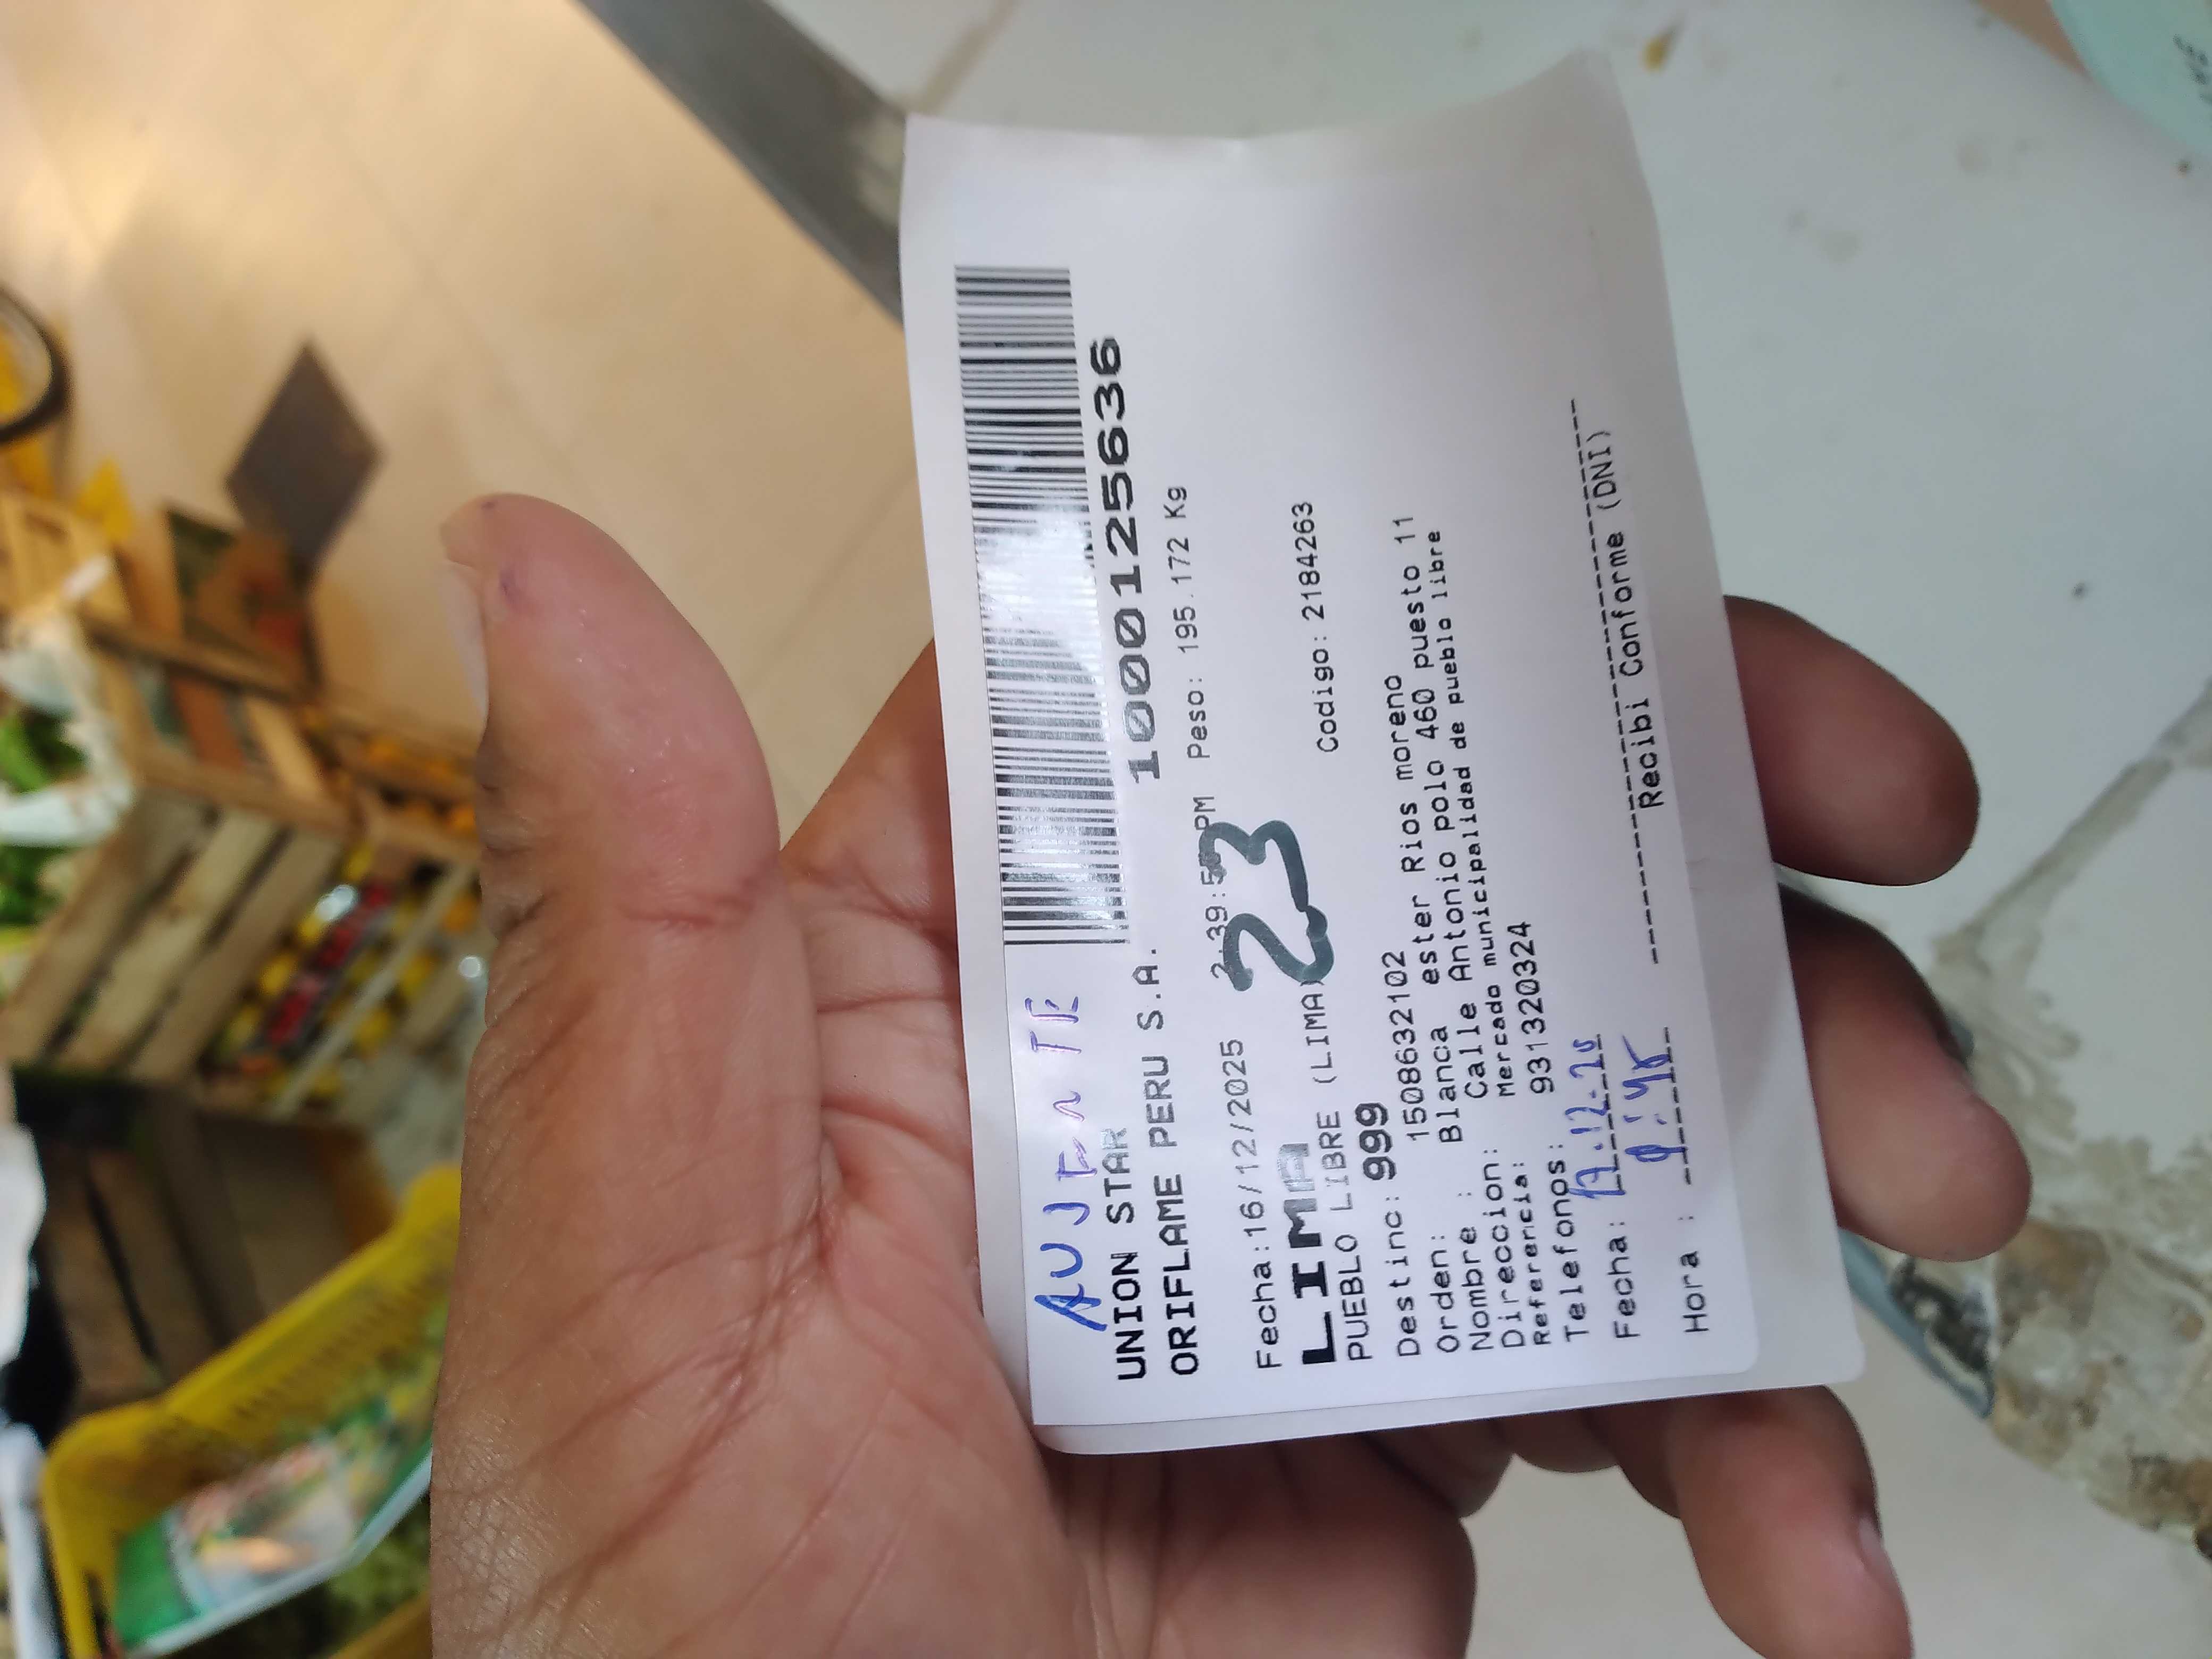 AUSENTE
1000125636
UNION STAR
ORIFLAME PERU S.A.
Fecha:16/12/2025 2:39:5 PM Peso: 195.172 Kg
LIMA 23
PUEBLO LIBRE (LIMA) Codigo: 2184263
Destino: 999
Orden: 1508632102
Nombre : Blanca ester Rios moreno
Direccion: Calle Antonio polo 460 puesto 11
Referencia: Mercado municipalidad de pueblo libre
Telefonos: 931320324
Fecha: 17.12.25
Hora :
Recibi Conforme (DNI)